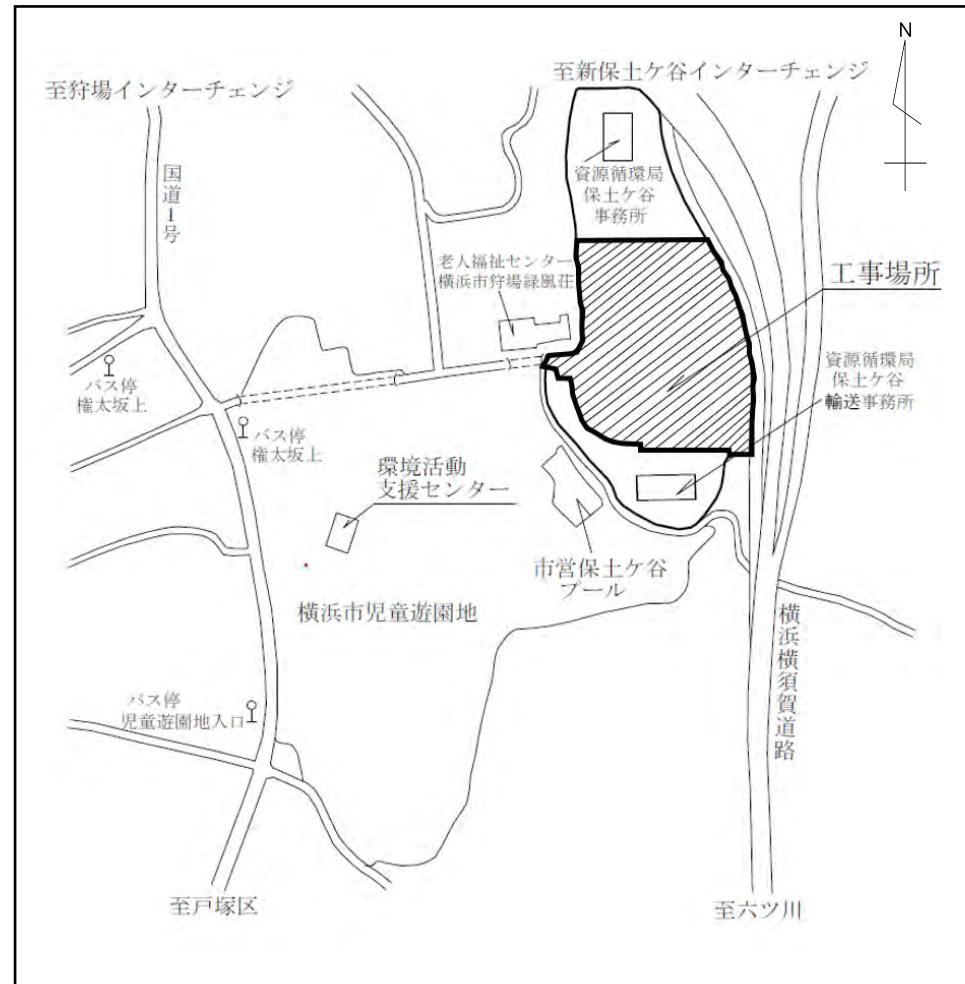 N
至狩場インターチェンジ
至新保土ケ谷インターチェンジ
国道1号
資源循環局
保土ケ谷
事務所
老人福祉センター
横浜市狩場緑風荘
工事場所
資源循環局
保土ケ谷
輸送事務所
バス停
権太坂上
バス停
権太坂上
環境活動
支援センター
市営保土ケ谷
プール
横浜市児童遊園地
横浜横須賀道路
バス停
児童遊園地入口
至戸塚区
至六ツ川